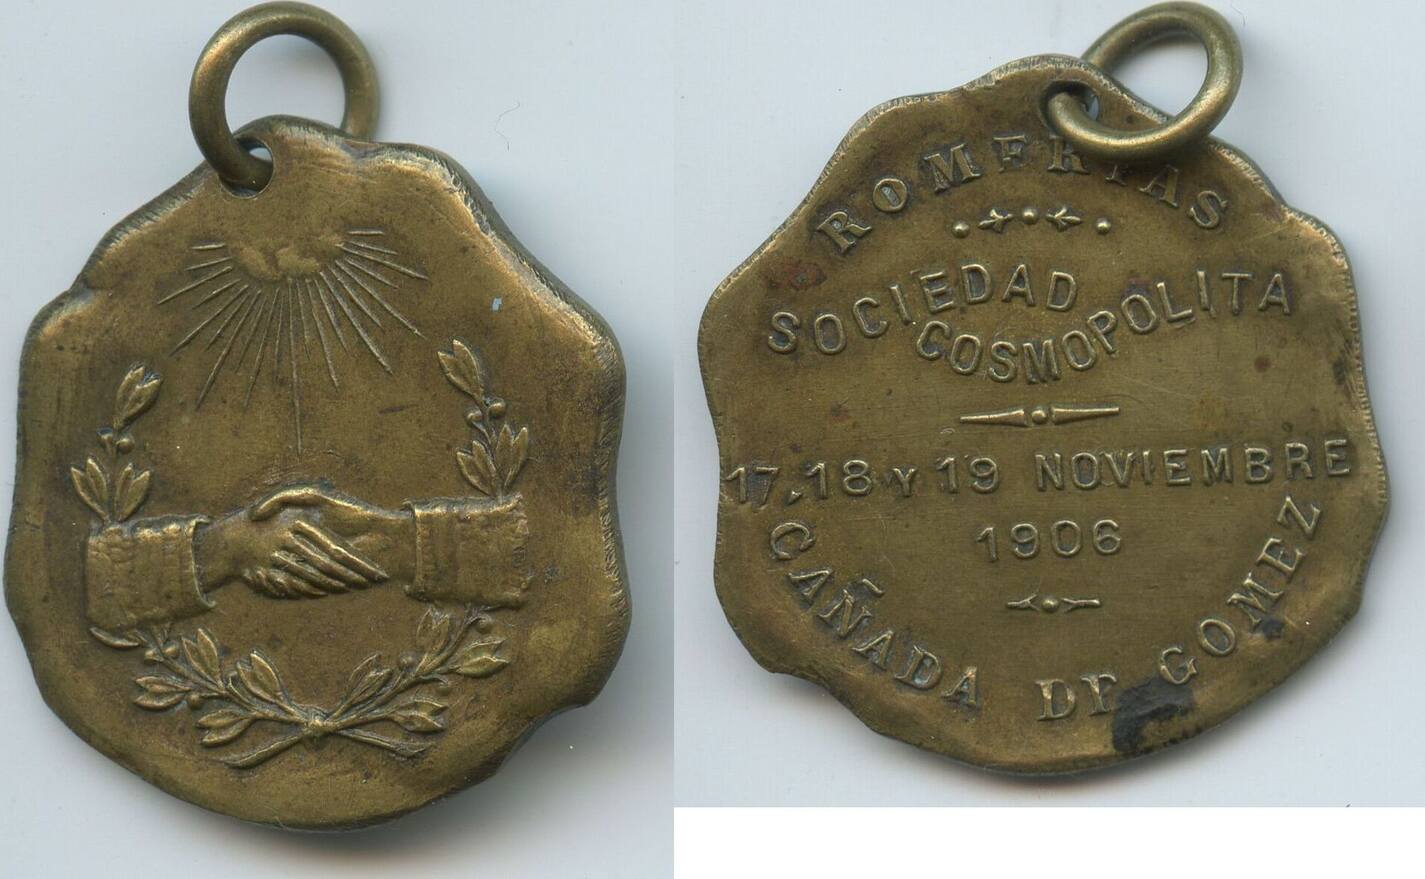 ROMERIAS
SOCIEDAD
COSMOPOLITA
17,18 Y 19 NOVIEMBRE
1906
CAÑADA DE GOMEZ